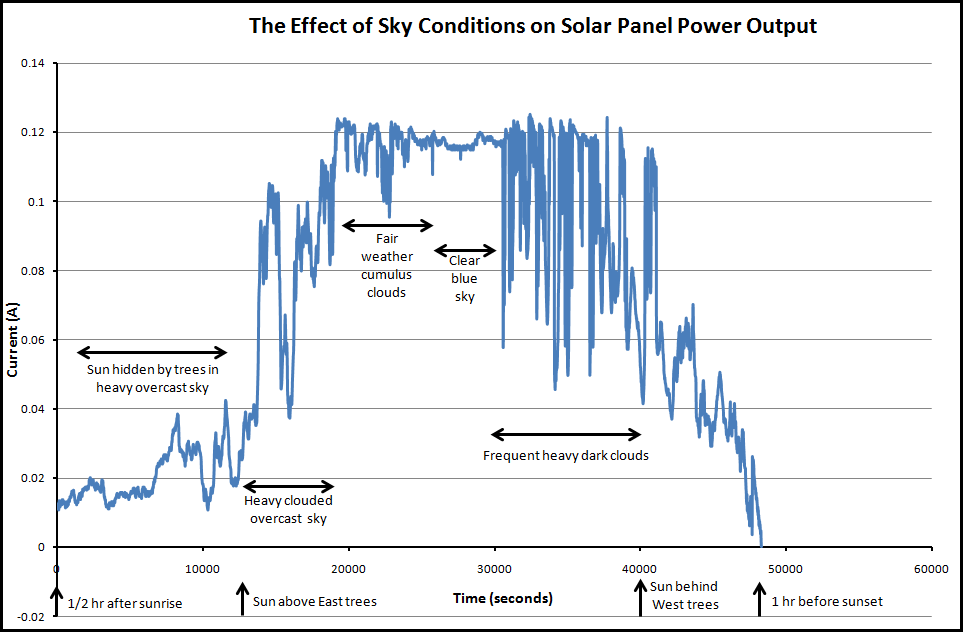 The Effect of Sky Conditions on Solar Panel Power Output
0.14
0.12
0.1
0.08
0.06
0.04
0.02
0
-0.02
Current (A)
Fair
weather
cumulus
clouds
Clear
blue
sky
Sun hidden by trees in
heavy overcast sky
Frequent heavy dark clouds
Heavy clouded
overcast sky
0 10000 20000 30000 40000 50000 60000
1/2 hr after sunrise
Sun above East trees
Time (seconds)
Sun behind
West trees
1 hr before sunset